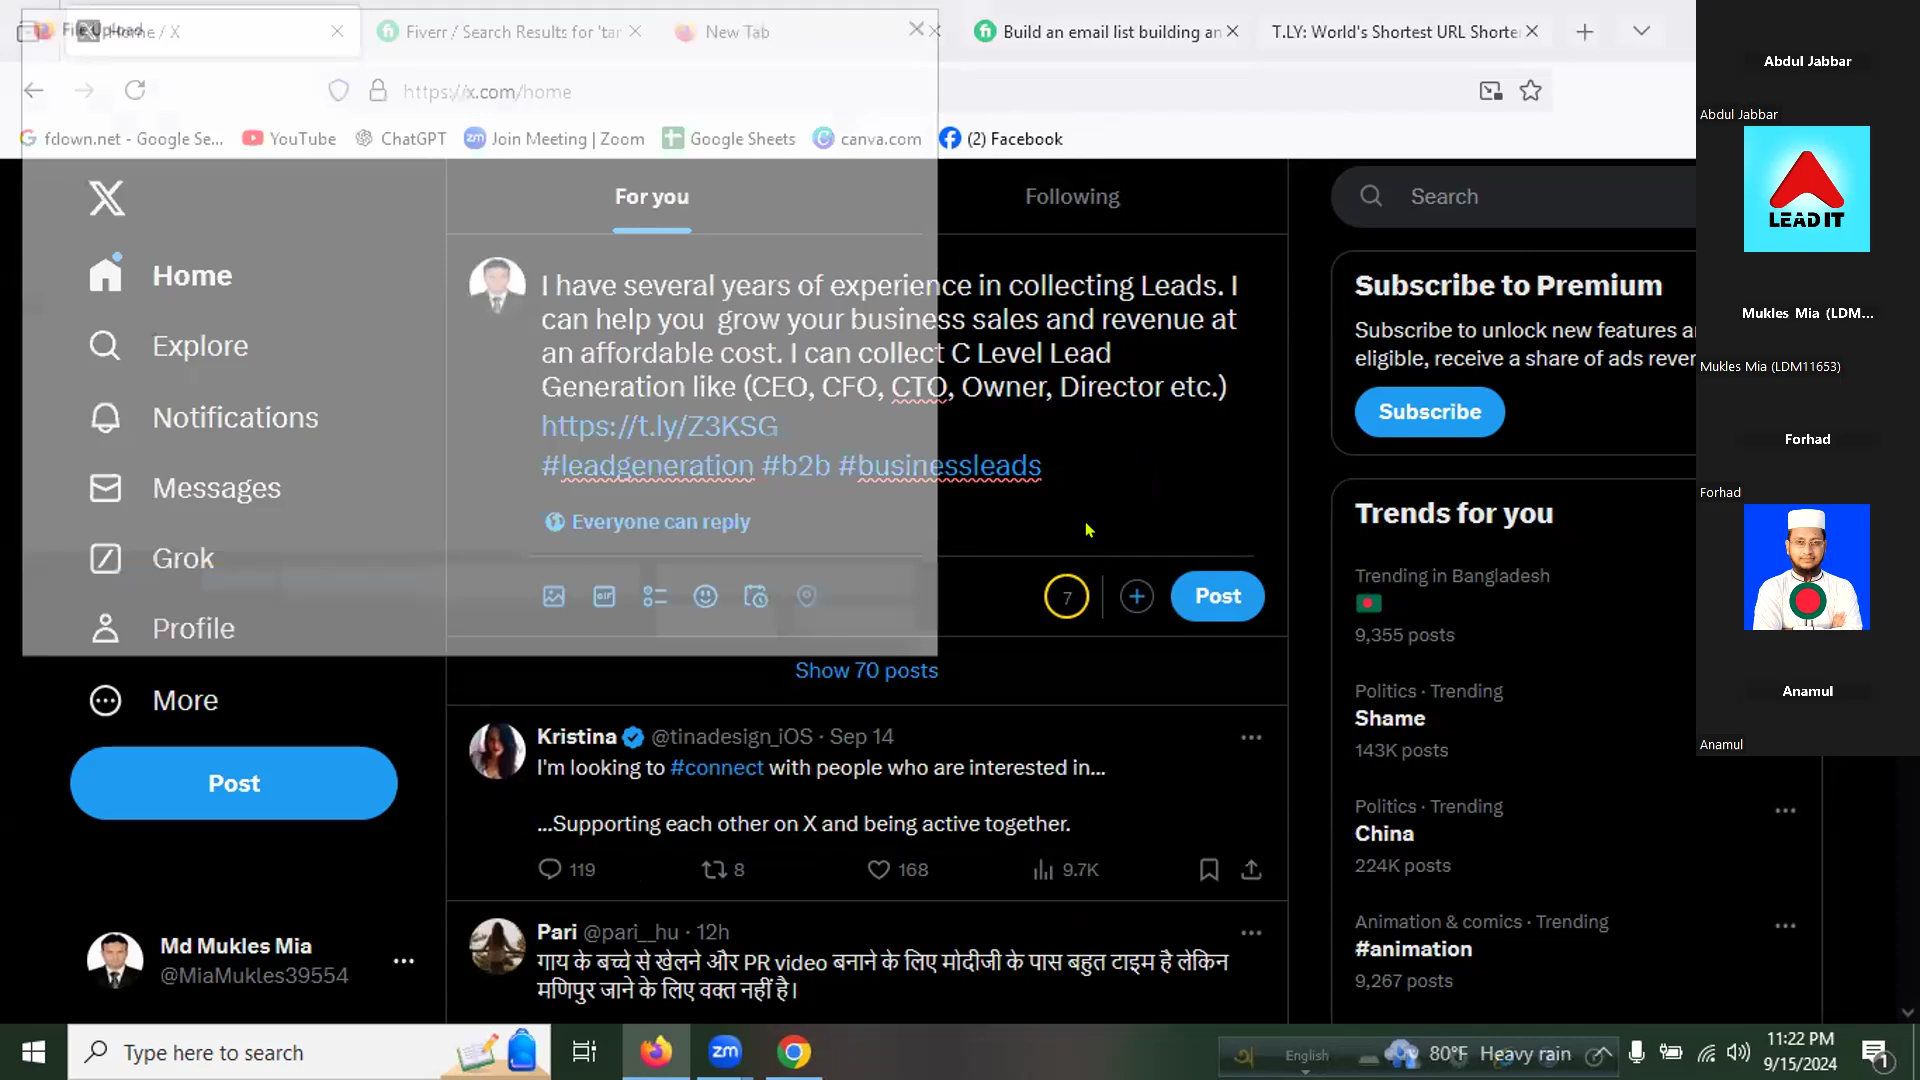 File Upload
Home / X
Fiverr / Search Results for 'tar
New Tab
Build an email list building an
T.LY: World's Shortest URL Shorte
https://x.com/home
fdown.net - Google Se...
YouTube
ChatGPT
Join Meeting | Zoom
Google Sheets
canva.com
(2) Facebook
Home
Explore
Notifications
Messages
Grok
Profile
More
Post
Md Mukles Mia
@MiaMukles39554
For you
Following
I have several years of experience in collecting Leads. I
can help you  grow your business sales and revenue at
an affordable cost. I can collect C Level Lead
Generation like (CEO, CFO, CTO, Owner, Director etc.)
https://t.ly/Z3KSG
#leadgeneration #b2b #businessleads
Everyone can reply
GIF
7
Post
Show 70 posts
Kristina @tinadesign_iOS · Sep 14
I'm looking to #connect with people who are interested in...
...Supporting each other on X and being active together.
119
8
168
9.7K
Pari @pari__hu · 12h
गाय के बच्चे से खेलने और PR video बनाने के लिए मोदीजी के पास बहुत टाइम है लेकिन
मणिपुर जाने के लिए वक्त नहीं है।
Search
Subscribe to Premium
Subscribe to unlock new features a
eligible, receive a share of ads rever
Subscribe
Trends for you
Trending in Bangladesh
9,355 posts
Politics · Trending
Shame
143K posts
Politics · Trending
China
224K posts
Animation & comics · Trending
#animation
9,267 posts
Abdul Jabbar
Abdul Jabbar
LEAD IT
Mukles Mia (LDM...
Mukles Mia (LDM11653)
Forhad
Forhad
Anamul
Anamul
Type here to search
zm
অ
English
80°F Heavy rain
11:22 PM
9/15/2024
1